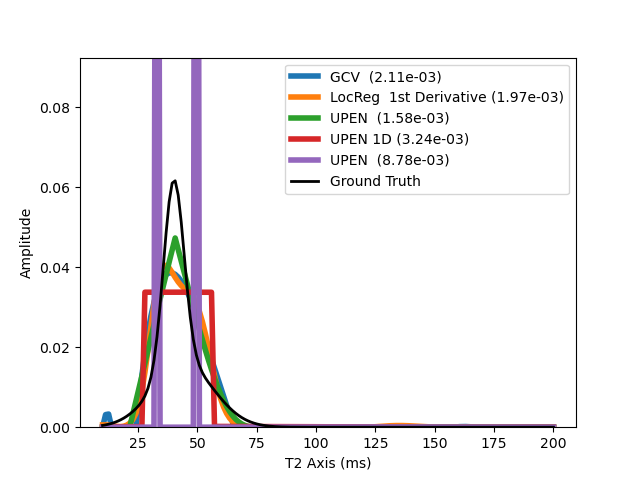 GCV (2.11e-03)
LocReg 1st Derivative (1.97e-03)
UPEN (1.58e-03)
UPEN 1D (3.24e-03)
UPEN (8.78e-03)
Ground Truth
0.08
0.06
0.04
0.02
0.00
Amplitude
25 50 75 100 125 150 175 200
T2 Axis (ms)